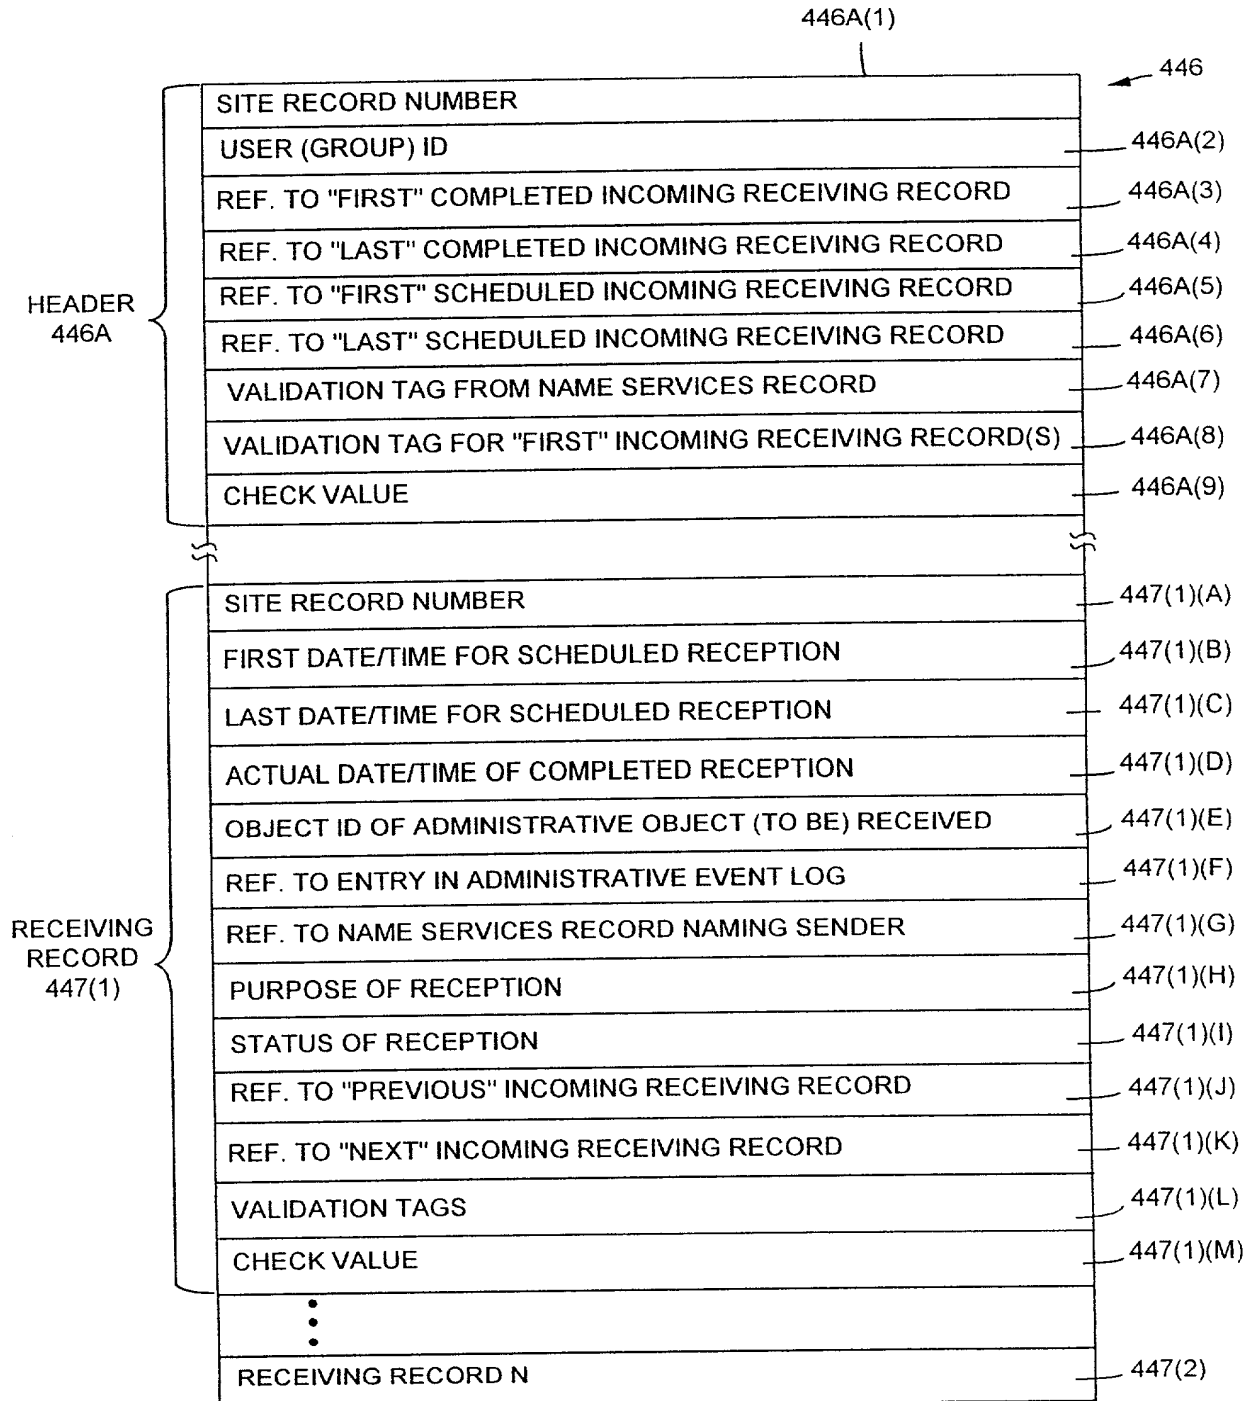 446A(1)
446
SITE RECORD NUMBER
USER (GROUP) ID
446A(2)
REF. TO "FIRST" COMPLETED INCOMING RECEIVING RECORD
446A(3)
REF. TO "LAST" COMPLETED INCOMING RECEIVING RECORD
446A(4)
REF. TO "FIRST" SCHEDULED INCOMING RECEIVING RECORD
446A(5)
HEADER
446A
REF. TO "LAST" SCHEDULED INCOMING RECEIVING RECORD
446A(6)
VALIDATION TAG FROM NAME SERVICES RECORD
446A(7)
VALIDATION TAG FOR "FIRST" INCOMING RECEIVING RECORD(S)
446A(8)
CHECK VALUE
446A(9)
SITE RECORD NUMBER
447(1)(A)
FIRST DATE/TIME FOR SCHEDULED RECEPTION
447(1)(B)
LAST DATE/TIME FOR SCHEDULED RECEPTION
447(1)(C)
ACTUAL DATE/TIME OF COMPLETED RECEPTION
447(1)(D)
OBJECT ID OF ADMINISTRATIVE OBJECT (TO BE) RECEIVED
447(1)(E)
REF. TO ENTRY IN ADMINISTRATIVE EVENT LOG
447(1)(F)
REF. TO NAME SERVICES RECORD NAMING SENDER
447(1)(G)
RECEIVING
RECORD
447(1)
PURPOSE OF RECEPTION
447(1)(H)
STATUS OF RECEPTION
447(1)(I)
REF. TO "PREVIOUS" INCOMING RECEIVING RECORD
447(1)(J)
REF. TO "NEXT" INCOMING RECEIVING RECORD
447(1)(K)
VALIDATION TAGS
447(1)(L)
CHECK VALUE
447(1)(M)
RECEIVING RECORD N
447(2)